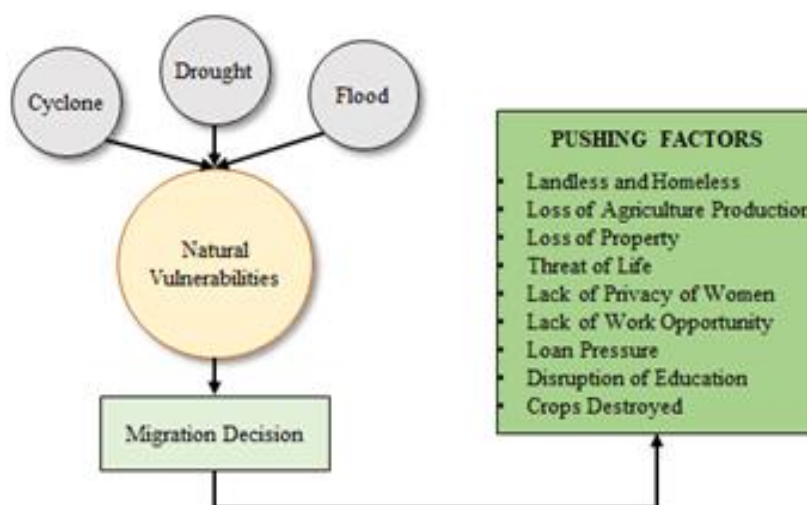 Cyclone
Drought
Flood
Natural
Vulnerabilities
Migration Decision
PUSHING FACTORS
▪ Landless and Homeless
▪ Loss of Agriculture Production
▪ Loss of Property
▪ Threat of Life
▪ Lack of Privacy of Women
▪ Lack of Work Opportunity
▪ Loan Pressure
▪ Disruption of Education
▪ Crops Destroyed